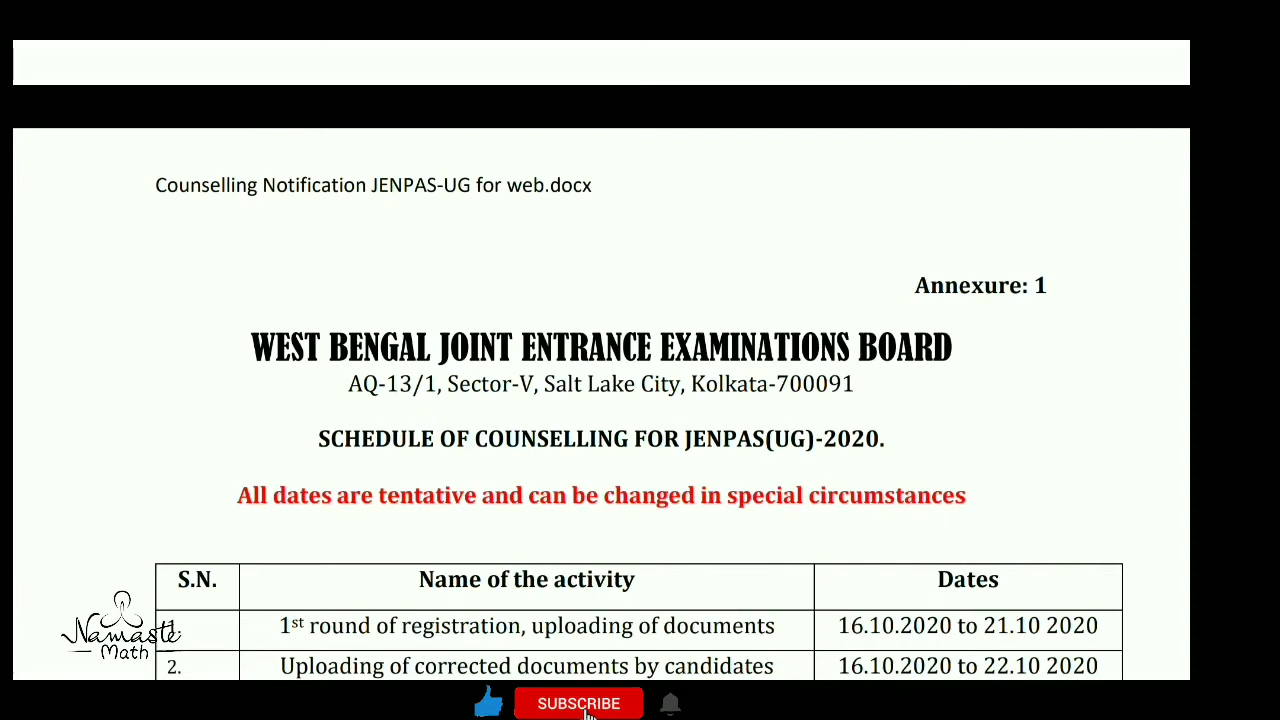 Counselling Notification JENPAS-UG for web.docx
Annexure: 1
WEST BENGAL JOINT ENTRANCE EXAMINATIONS BOARD
AQ-13/1, Sector-V, Salt Lake City, Kolkata-700091
SCHEDULE OF COUNSELLING FOR JENPAS(UG)-2020.
All dates are tentative and can be changed in special circumstances
S.N. Name of the activity Dates
1st round of registration, uploading of documents 16.10.2020 to 21.10 2020
2. Uploading of corrected documents by candidates 16.10.2020 to 22.10 2020
Namaste
Math
SUBSCRIBE